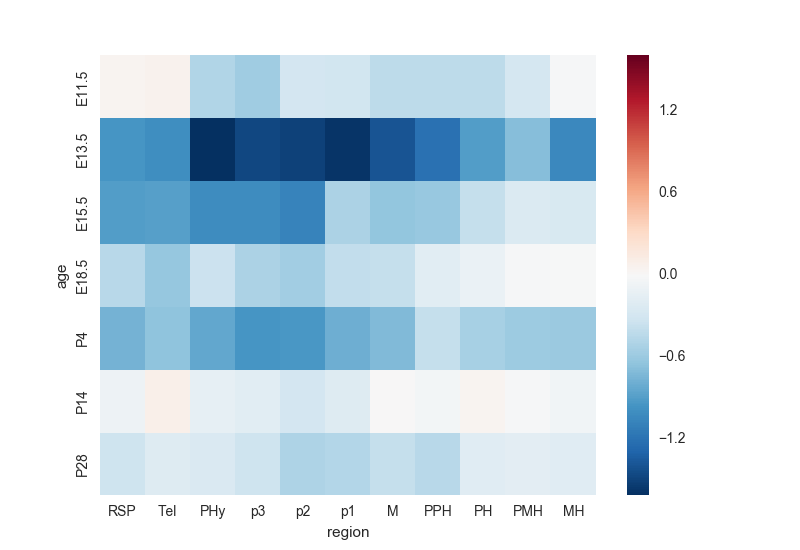 age
E11.5
E13.5
E15.5
E18.5
P4
P14
P28
RSP Tel PHy p3 p2 p1 M PPH PH PMH MH
region
1.2
0.6
0.0
−0.6
−1.2